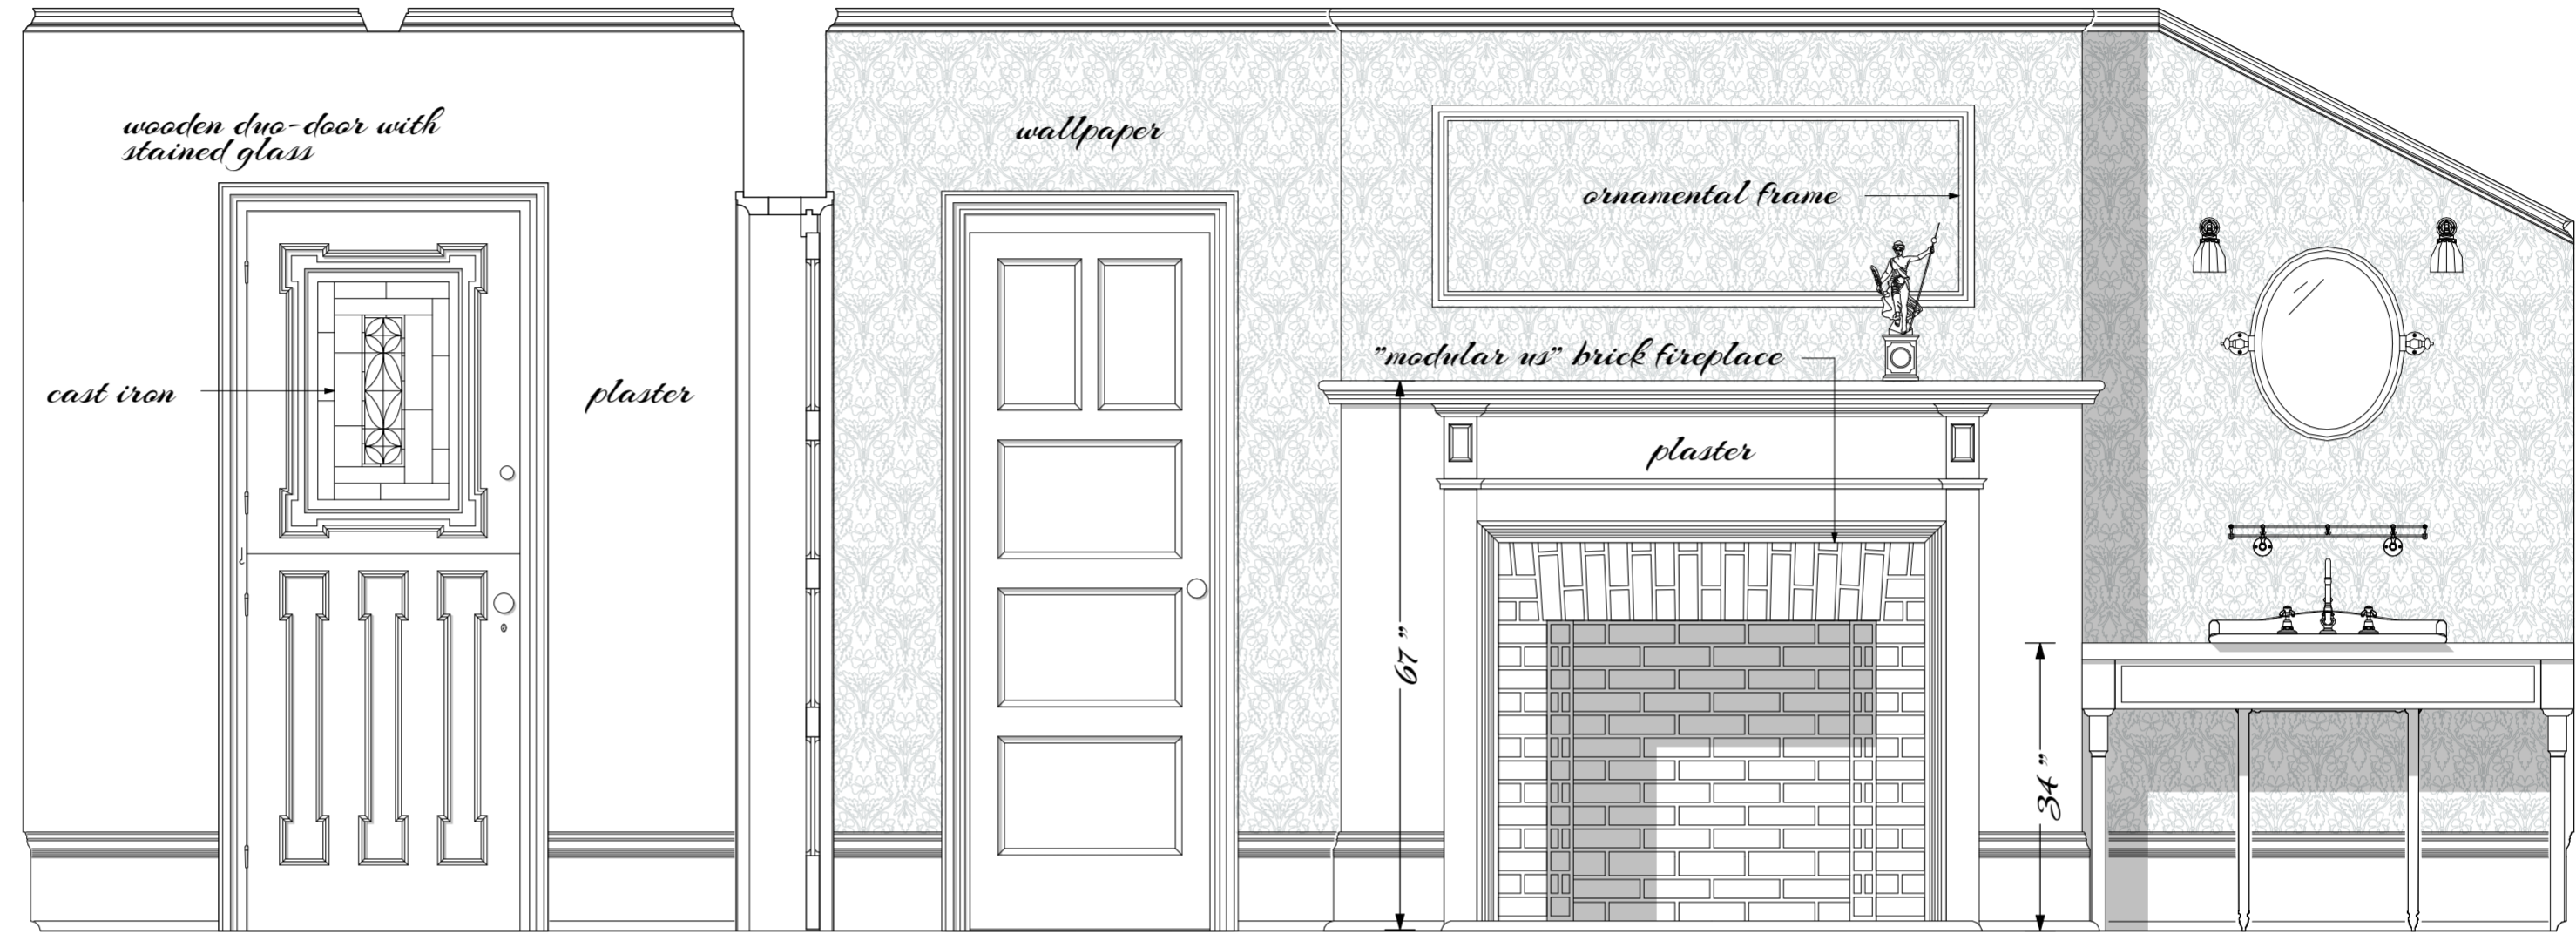 wooden duo-door with
stained glass
cast iron
plaster
wallpaper
ornamental frame
"modular us" brick fireplace
plaster
67"
34"